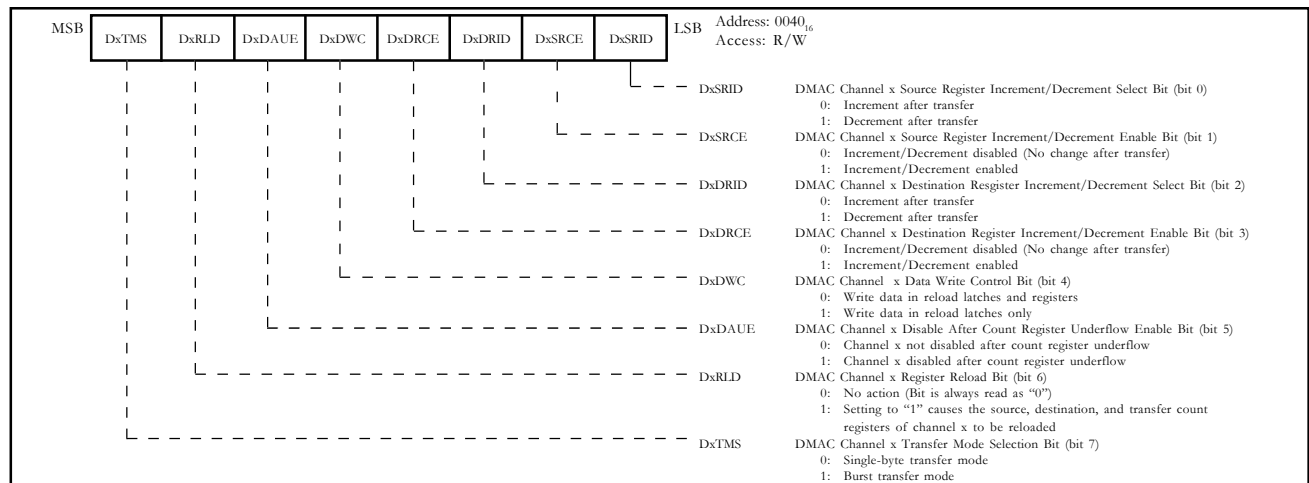 MSB DxTMS DxRLD DxDAUE DxDWC DxDRCE DxDRID DxSRCE DxSRID LSB Address: 0040₁₆
Access: R/W
DxSRID DMAC Channel x Source Register Increment/Decrement Select Bit (bit 0)
0: Increment after transfer
1: Decrement after transfer
DxSRCE DMAC Channel x Source Register Increment/Decrement Enable Bit (bit 1)
0: Increment/Decrement disabled (No change after transfer)
1: Increment/Decrement enabled
DxDRID DMAC Channel x Destination Resgister Increment/Decrement Select Bit (bit 2)
0: Increment after transfer
1: Decrement after transfer
DxDRCE DMAC Channel x Destination Register Increment/Decrement Enable Bit (bit 3)
0: Increment/Decrement disabled (No change after transfer)
1: Increment/Decrement enabled
DxDWC DMAC Channel x Data Write Control Bit (bit 4)
0: Write data in reload latches and registers
1: Write data in reload latches only
DxDAUE DMAC Channel x Disable After Count Register Underflow Enable Bit (bit 5)
0: Channel x not disabled after count register underflow
1: Channel x disabled after count register underflow
DxRLD DMAC Channel x Register Reload Bit (bit 6)
0: No action (Bit is always read as “0”)
1: Setting to “1” causes the source, destination, and transfer count
registers of channel x to be reloaded
DxTMS DMAC Channel x Transfer Mode Selection Bit (bit 7)
0: Single-byte transfer mode
1: Burst transfer mode